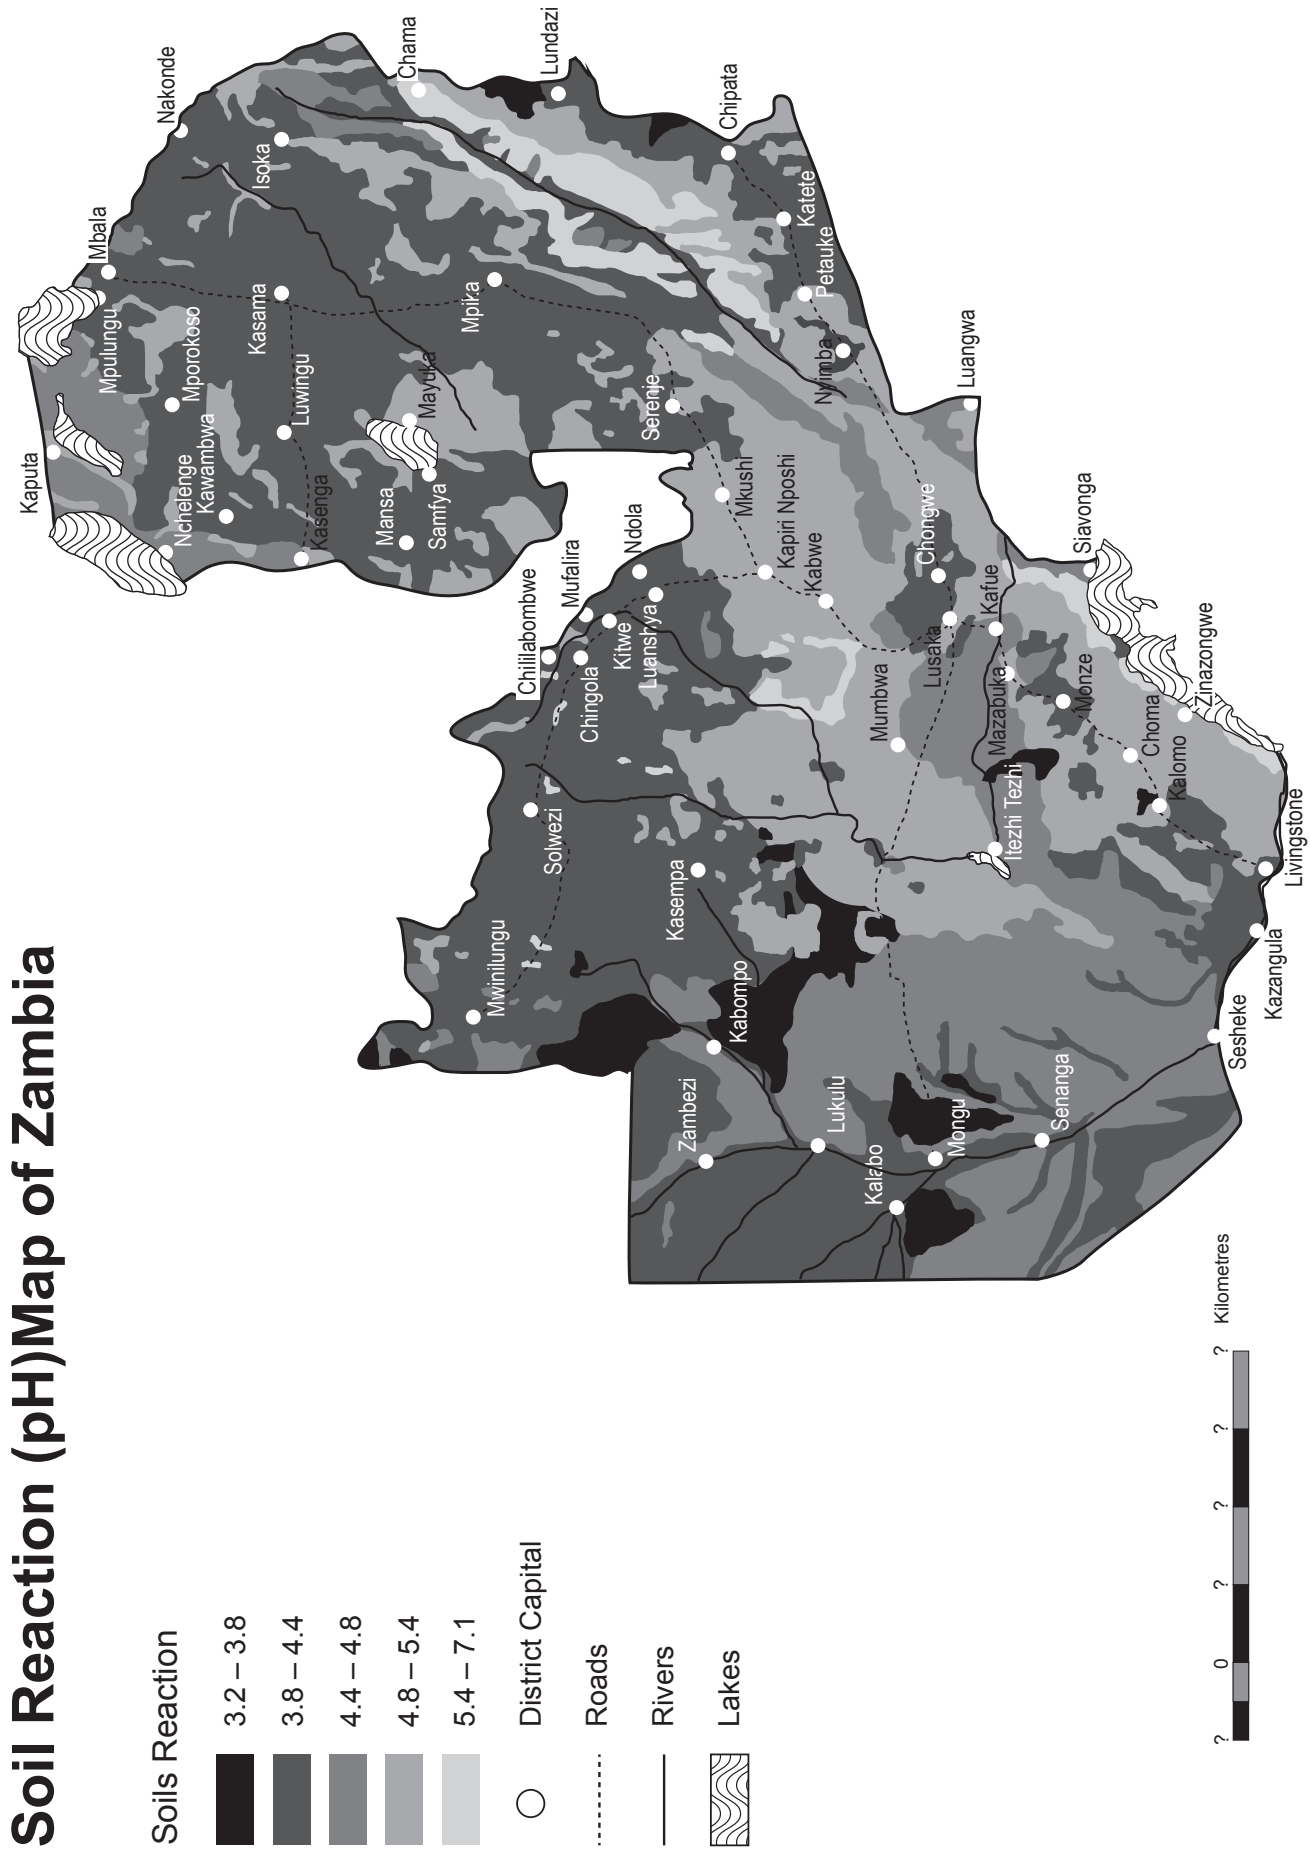 Soil Reaction (pH)Map of Zambia
Soils Reaction
3.2 – 3.8
3.8 – 4.4
4.4 – 4.8
4.8 – 5.4
5.4 – 7.1
District Capital
Roads
Rivers
Lakes
Kaputa
Mpulungu
Mbala
Nakonde
Nchelenge
Kawambwa
Mporokoso
Kasama
Isoka
Luwingu
Kasenga
Chama
Mansa
Samfya
Mayuka
Mpika
Lundazi
Chililabombwe
Mufalira
Ndola
Serenje
Chipata
Mwinilungu
Solwezi
Chingola
Kitwe
Luanshya
Mkushi
Katete
Petauke
Kasempa
Kapiri Nposhi
Kabwe
Nyimba
Zambezi
Kabompo
Lukulu
Mumbwa
Lusaka
Chongwe
Luangwa
Kalabo
Mongu
Kafue
Mazabuka
Itezhi Tezhi
Senanga
Monze
Siavonga
Choma
Kalomo
Zinazongwe
Sesheke
Kazangula
Livingstone
Kilometres
? 0 ? ? ? ?